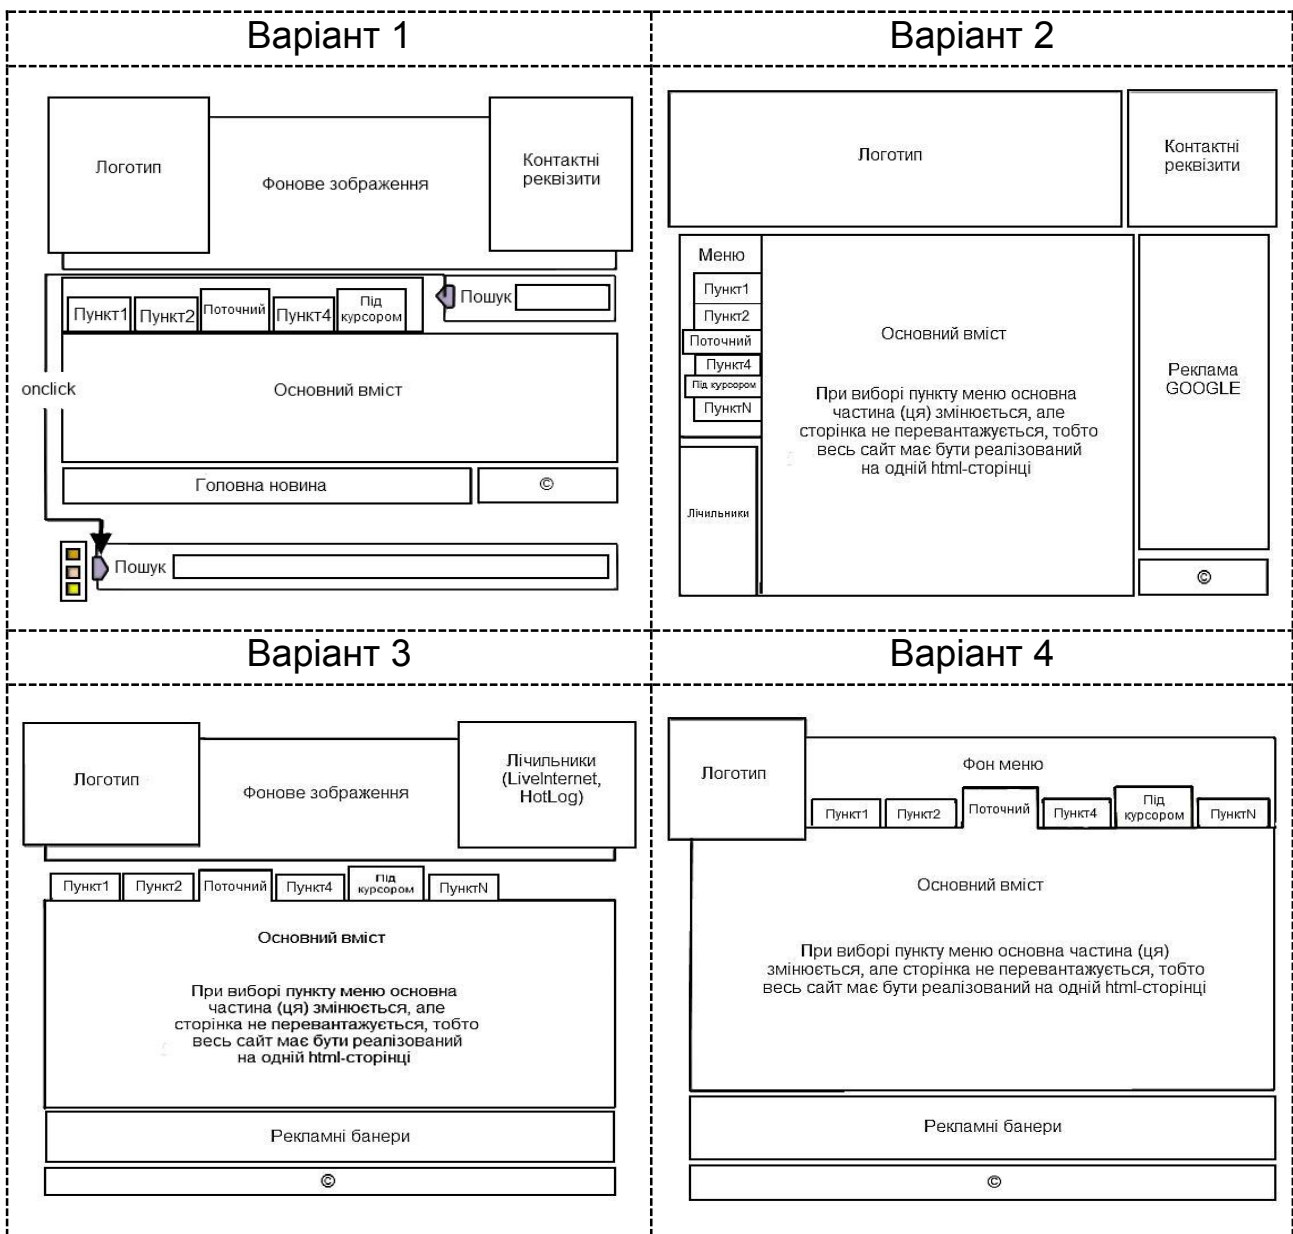 Варіант 1
Логотип
Фонове зображення
Контактні
реквізити
Пункт1
Пункт2
Поточний
Пункт4
Під
курсором
Пошук
onclick
Основний вміст
Головна новина
©
Пошук
Варіант 2
Логотип
Контактні
реквізити
Меню
Пункт1
Пункт2
Поточний
Пункт4
Під курсором
ПунктN
Лічильники
Основний вміст
При виборі пункту меню основна
частина (ця) змінюється, але
сторінка не перевантажується, тобто
весь сайт має бути реалізований
на одній html-сторінці
Реклама
GOOGLE
©
Варіант 3
Логотип
Фонове зображення
Лічильники
(LiveInternet,
HotLog)
Пункт1
Пункт2
Поточний
Пункт4
Під
курсором
ПунктN
Основний вміст
При виборі пункту меню основна
частина (ця) змінюється, але
сторінка не перевантажується, тобто
весь сайт має бути реалізований
на одній html-сторінці
Рекламні банери
©
Варіант 4
Логотип
Фон меню
Пункт1
Пункт2
Поточний
Пункт4
Під
курсором
ПунктN
Основний вміст
При виборі пункту меню основна частина (ця)
змінюється, але сторінка не перевантажується, тобто
весь сайт має бути реалізований на одній html-сторінці
Рекламні банери
©